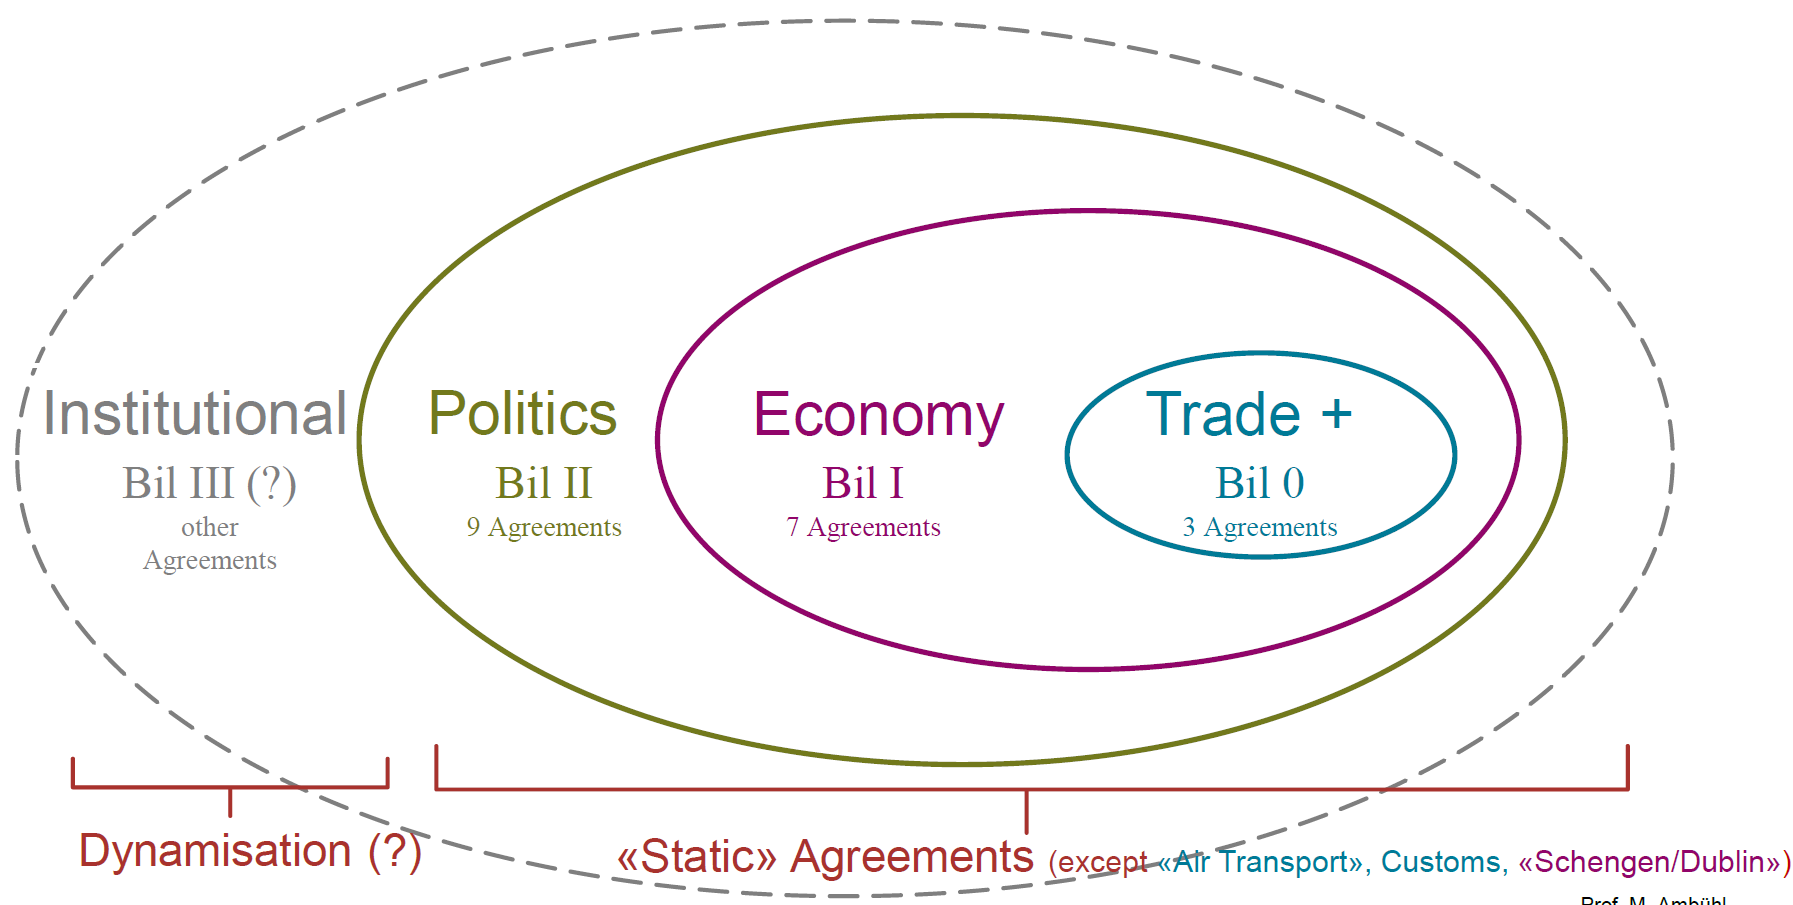 Institutional
Bil III (?)
other
Agreements
Politics
Bil II
9 Agreements
Economy
Bil I
7 Agreements
Trade +
Bil 0
3 Agreements
Dynamisation (?)
«Static» Agreements (except «Air Transport», Customs, «Schengen/Dublin»)
Prof. M. Ambühl